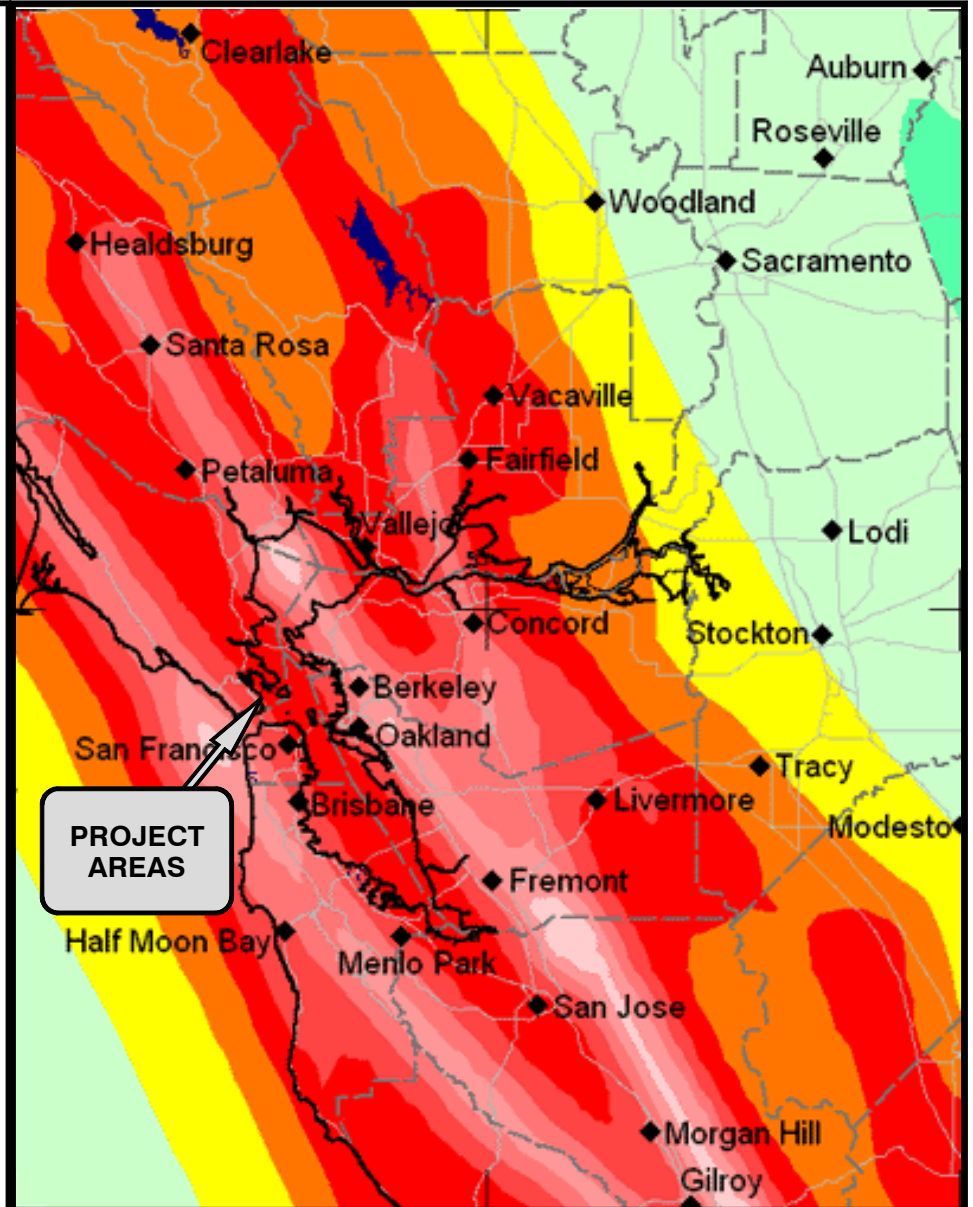 Clearlake
Auburn
Roseville
Woodland
Healdsburg
Sacramento
Santa Rosa
Vacaville
Fairfield
Petaluma
Vallejo
Lodi
Concord
Stockton
Berkeley
Oakland
San Francisco
Tracy
Brisbane
Livermore
Modesto
PROJECT
AREAS
Fremont
Half Moon Bay
Menlo Park
San Jose
Morgan Hill
Gilroy